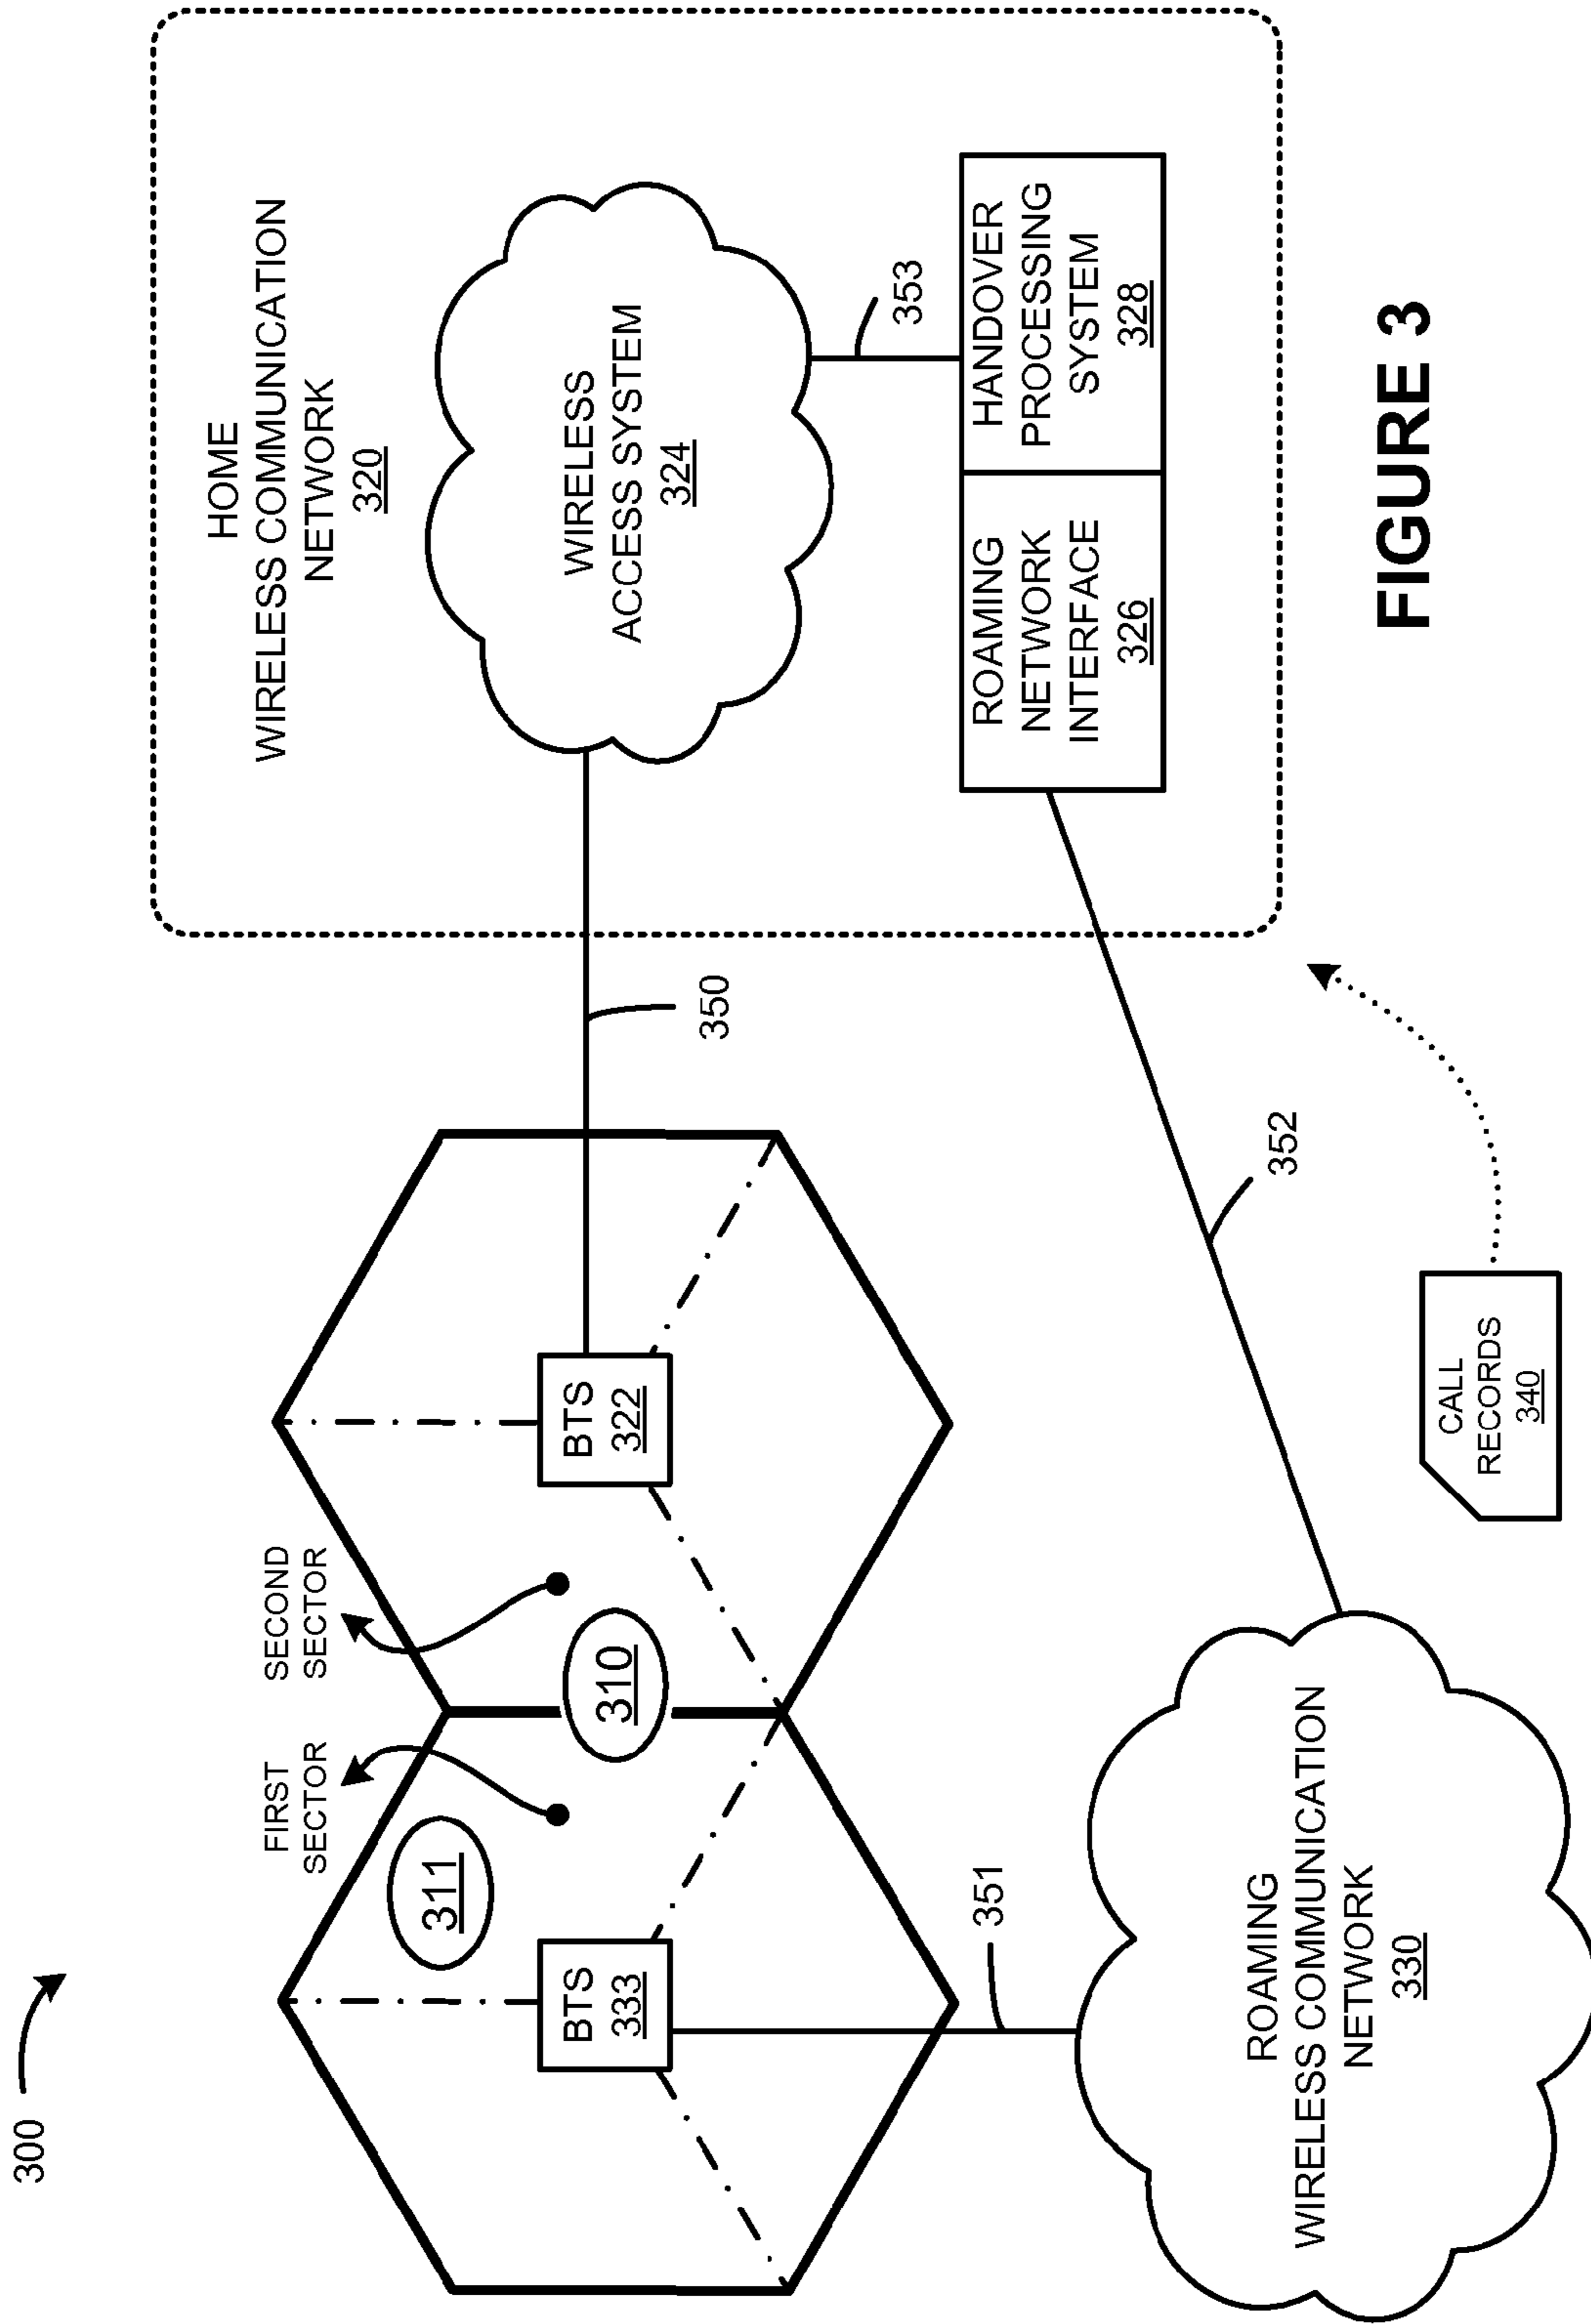 300
FIRST
SECTOR
SECOND
SECTOR
311
310
BTS
333
BTS
322
350
HOME
WIRELESS COMMUNICATION
NETWORK
320
WIRELESS
ACCESS SYSTEM
324
353
351
352
ROAMING
NETWORK
INTERFACE
326
HANDOVER
PROCESSING
SYSTEM
328
ROAMING
WIRELESS COMMUNICATION
NETWORK
330
CALL
RECORDS
340
FIGURE 3